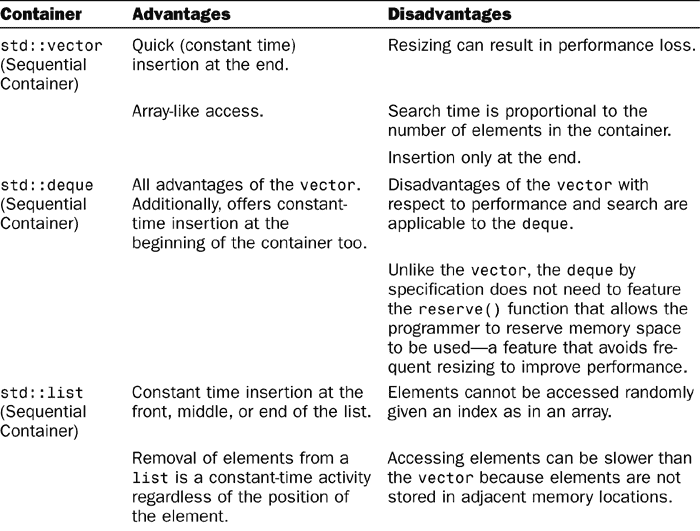 Container Advantages Disadvantages
std::vector
(Sequential
Container)
Quick (constant time)
insertion at the end.
Resizing can result in performance loss.
Array-like access.
Search time is proportional to the
number of elements in the container.
Insertion only at the end.
std::deque
(Sequential
Container)
All advantages of the vector.
Additionally, offers constant-
time insertion at the
beginning of the container too.
Disadvantages of the vector with
respect to performance and search are
applicable to the deque.
Unlike the vector, the deque by
specification does not need to feature
the reserve() function that allows the
programmer to reserve memory space
to be used—a feature that avoids fre-
quent resizing to improve performance.
std::list
(Sequential
Container)
Constant time insertion at the
front, middle, or end of the list.
Elements cannot be accessed randomly
given an index as in an array.
Removal of elements from a
list is a constant-time activity
regardless of the position of
the element.
Accessing elements can be slower than
the vector because elements are not
stored in adjacent memory locations.